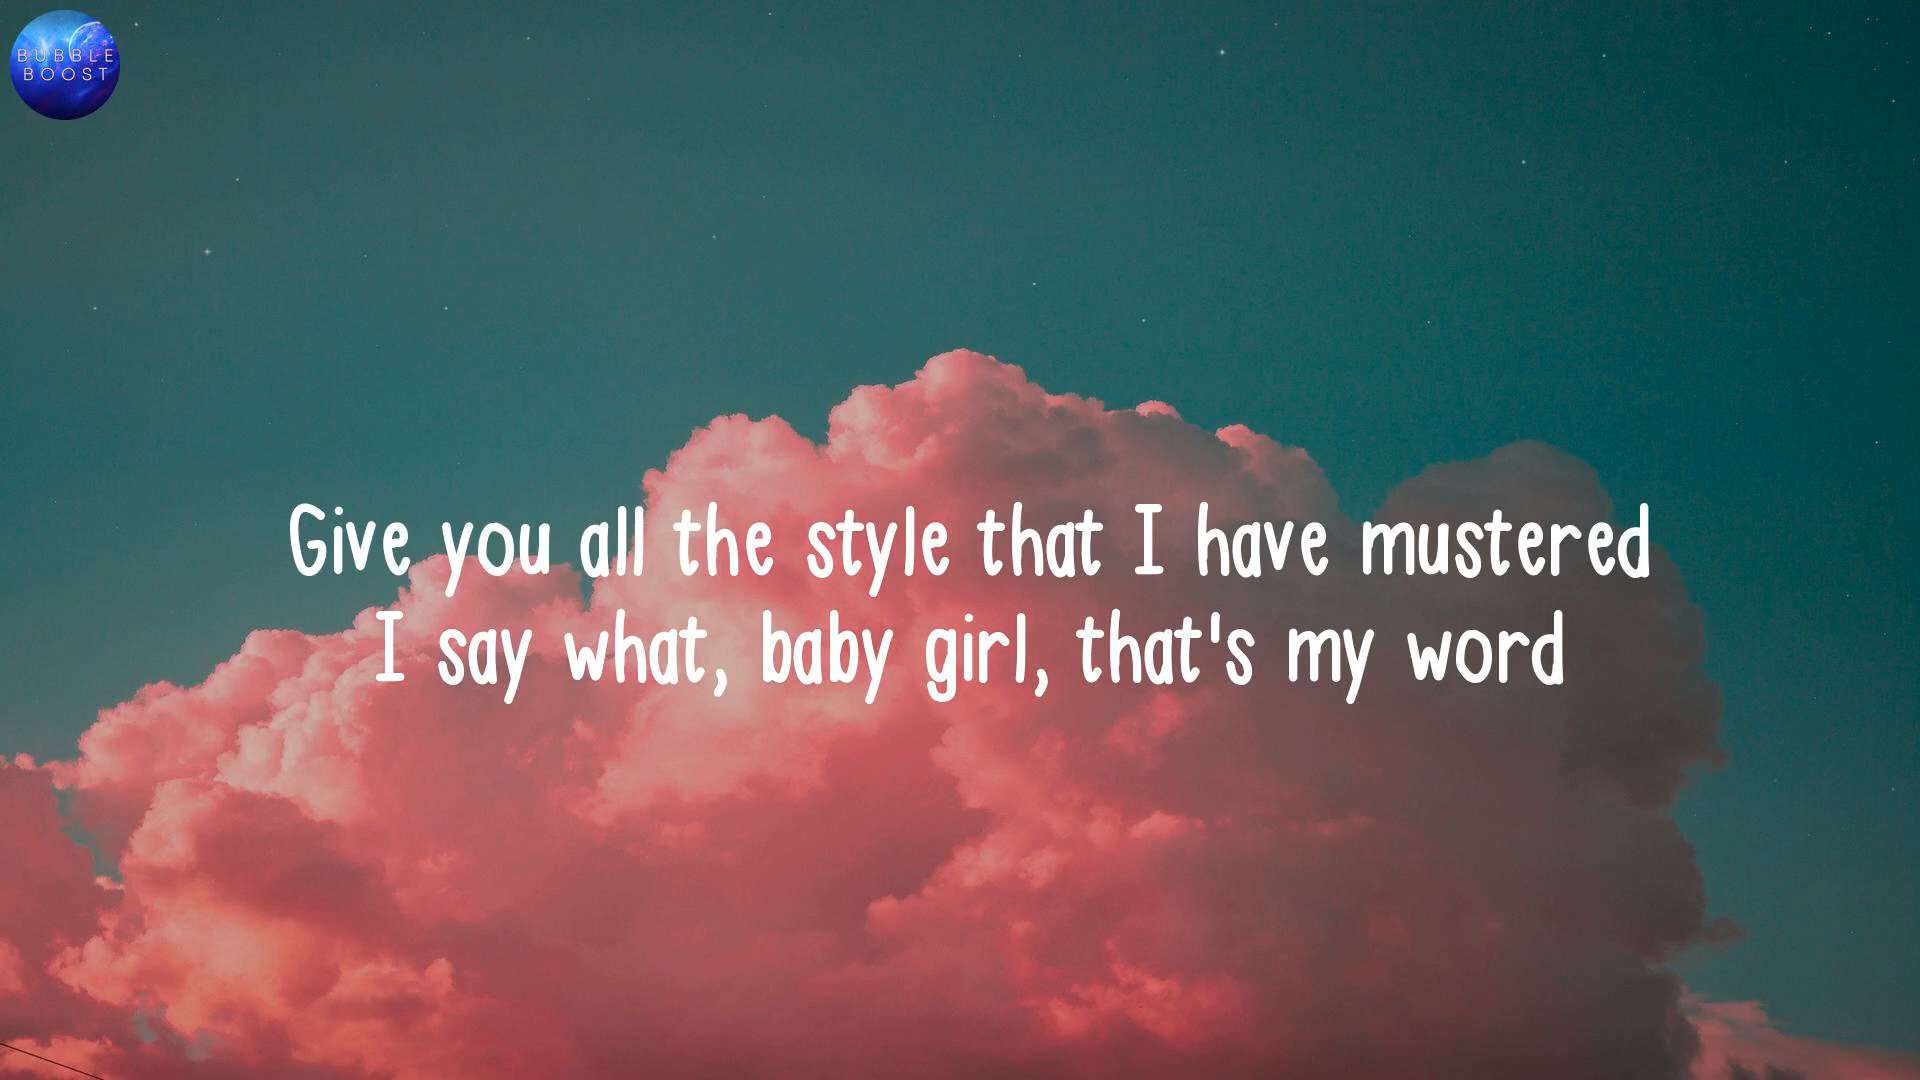 BUBBLE
BOOST
Give you all the style that I have mustered
I say what, baby girl, that's my word